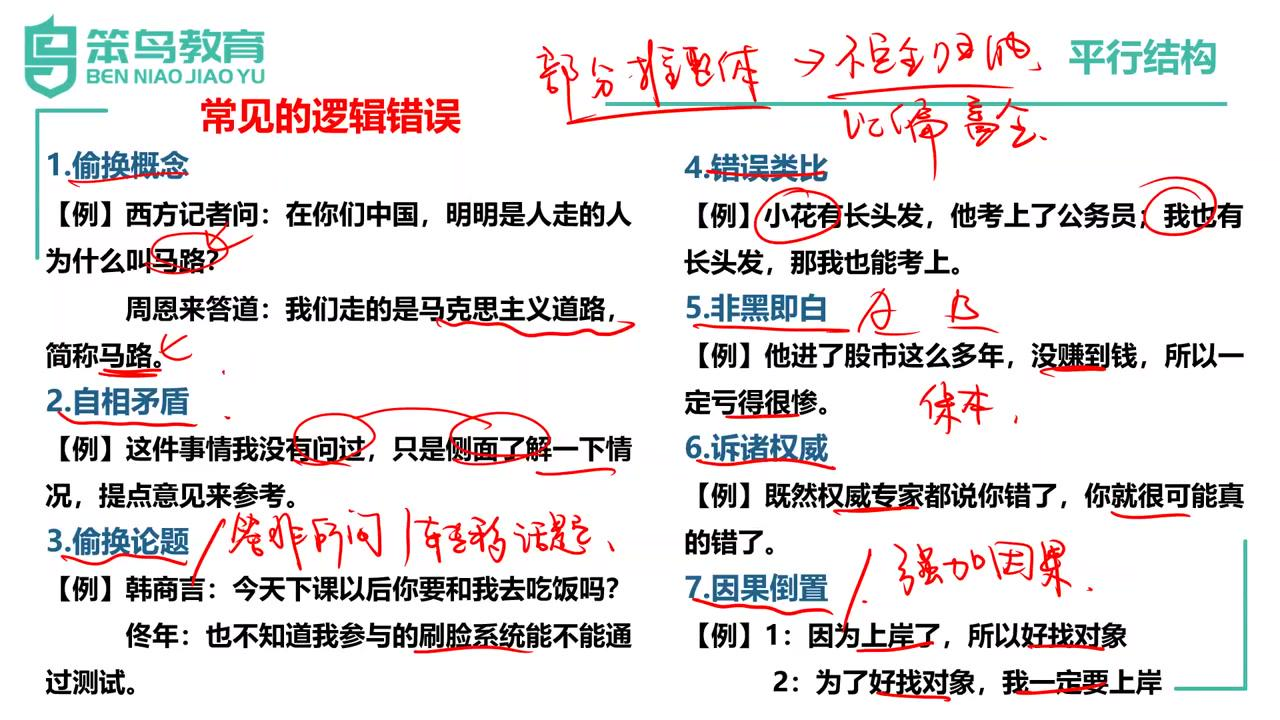 笨鸟教育
BEN NIAO JIAO YU
部分推整体 → 不完全归纳
以偏高全
平行结构
常见的逻辑错误
1.偷换概念
【例】西方记者问：在你们中国，明明是人走的人
为什么叫马路？
周恩来答道：我们走的是马克思主义道路，
简称马路。
2.自相矛盾
【例】这件事情我没有问过，只是侧面了解一下情
况，提点意见来参考。
3.偷换论题
/答非所问 转移话题、
【例】韩商言：今天下课以后你要和我去吃饭吗？
佟年：也不知道我参与的刷脸系统能不能通
过测试。
4.错误类比
【例】小花有长头发，他考上了公务员；我也有
长头发，那我也能考上。
5.非黑即白
A B
【例】他进了股市这么多年，没赚到钱，所以一
定亏得很惨。
保本
6.诉诸权威
【例】既然权威专家都说你错了，你就很可能真
的错了。
7.因果倒置
/强加因果
【例】1：因为上岸了，所以好找对象
2：为了好找对象，我一定要上岸